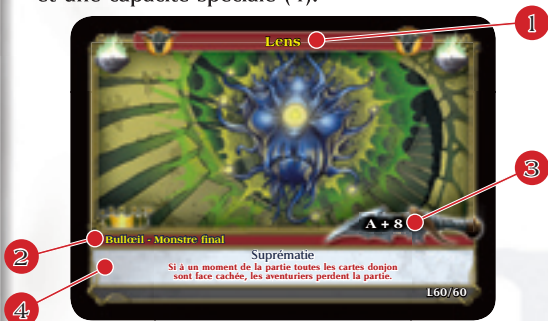 et une capacité spéciale (4).
1
Lens
3
A + 8
2
Bullœil - Monstre final
Suprématie
Si à un moment de la partie toutes les cartes donjon
sont face cachée, les aventuriers perdent la partie.
4
L60/60